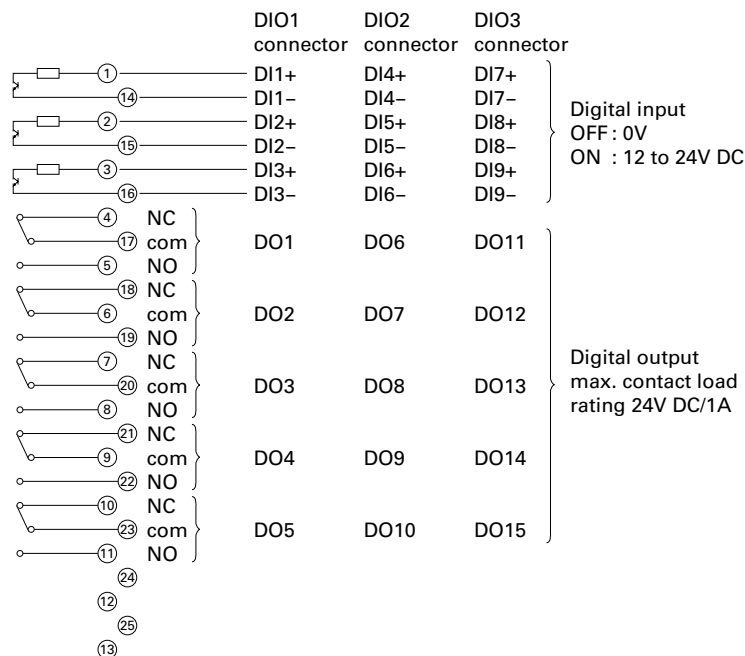 DIO1 DIO2 DIO3
connector connector connector
1 DI1+ DI4+ DI7+
14 DI1– DI4– DI7–
2 DI2+ DI5+ DI8+
15 DI2– DI5– DI8–
3 DI3+ DI6+ DI9+
16 DI3– DI6– DI9–
Digital input
OFF : 0V
ON : 12 to 24V DC
4 NC
17 com DO1 DO6 DO11
5 NO
18 NC
6 com DO2 DO7 DO12
19 NO
7 NC
20 com DO3 DO8 DO13
8 NO
21 NC
9 com DO4 DO9 DO14
22 NO
10 NC
23 com DO5 DO10 DO15
11 NO
Digital output
max. contact load
rating 24V DC/1A
24
12
25
13